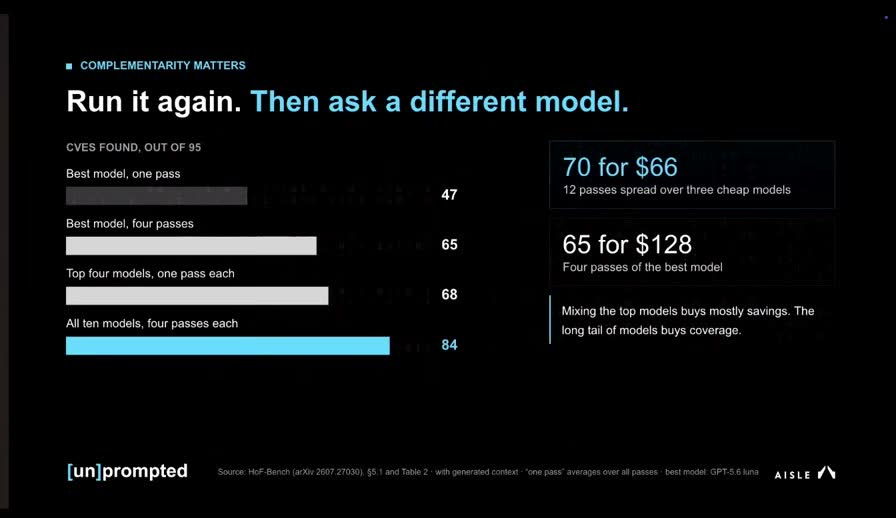 COMPLEMENTARITY MATTERS
Run it again. Then ask a different model.
CVES FOUND, OUT OF 95
Best model, one pass
47
Best model, four passes
65
Top four models, one pass each
68
All ten models, four passes each
84
70 for $66
12 passes spread over three cheap models
65 for $128
Four passes of the best model
Mixing the top models buys mostly savings. The
long tail of models buys coverage.
[un]prompted
Source: HoF-Bench (arXiv 2607.27030). §5.1 and Table 2 · with generated context · “one pass” averages over all passes · best model: GPT-5.6 luna
AISLE